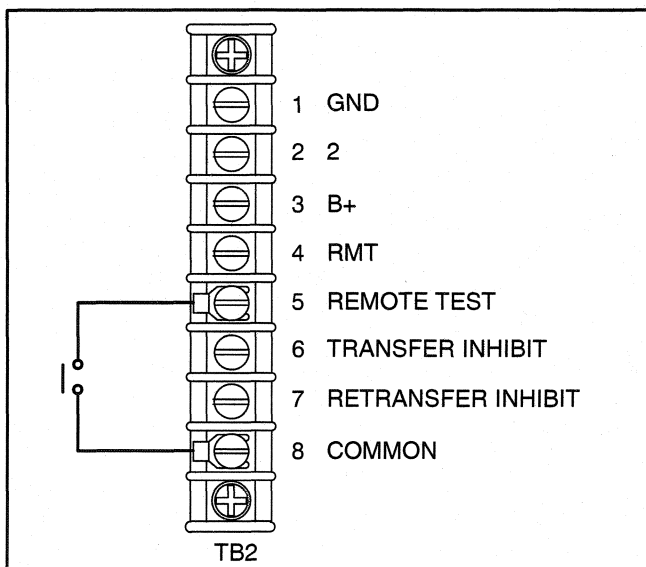 1 GND
2 2
3 B+
4 RMT
5 REMOTE TEST
6 TRANSFER INHIBIT
7 RETRANSFER INHIBIT
8 COMMON
TB2